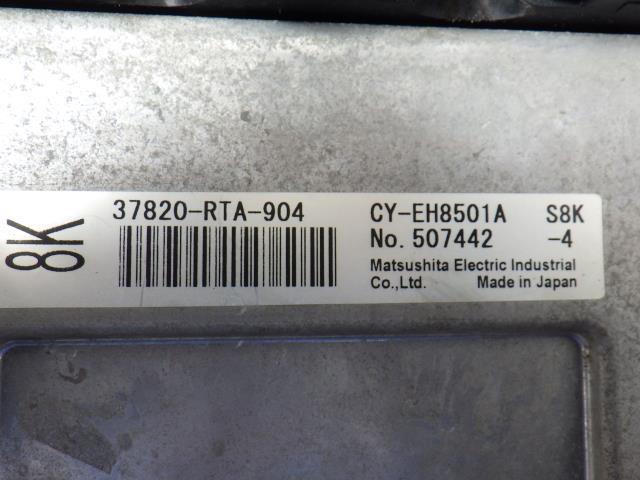 8K
37820-RTA-904
CY-EH8501A S8K
No. 507442 -4
Matsushita Electric Industrial
Co.,Ltd. Made in Japan